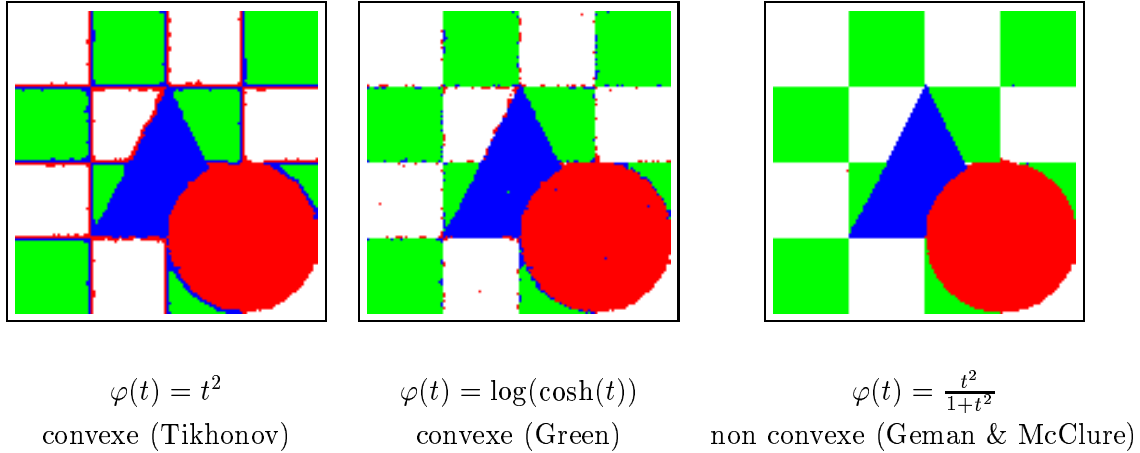 φ(t) = t²
convexe (Tikhonov)
φ(t) = log(cosh(t))
convexe (Green)
φ(t) = t²/(1+t²)
non convexe (Geman & McClure)